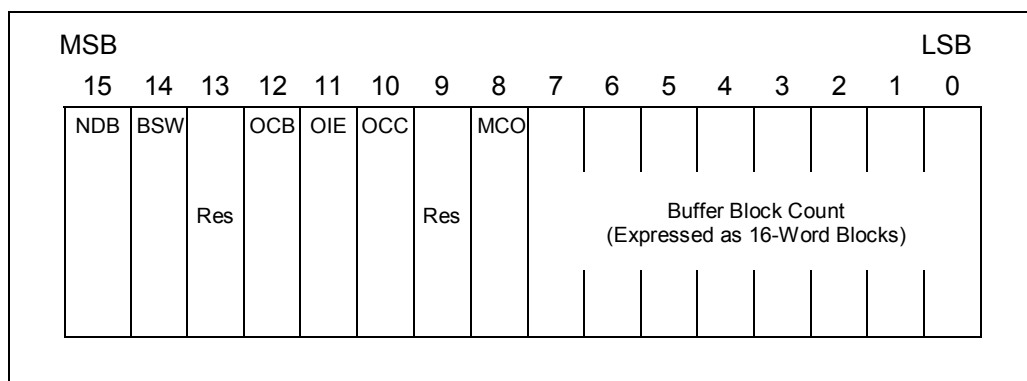 MSB LSB
15 14 13 12 11 10 9 8 7 6 5 4 3 2 1 0
NDB BSW OCB OIE OCC MCO
Res Res Buffer Block Count
(Expressed as 16-Word Blocks)